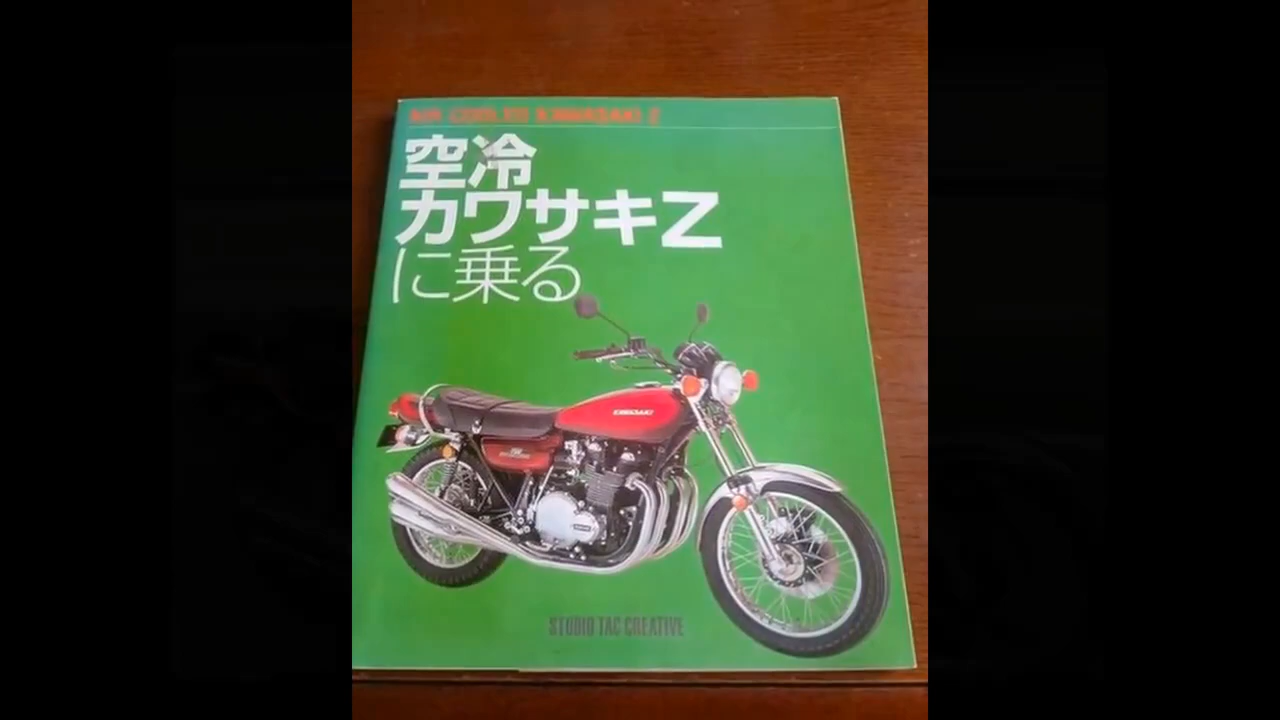 AIR COOLED KAWASAKI Z
空冷
カワサキZ
に乗る
KAWASAKI
STUDIO TAC CREATIVE